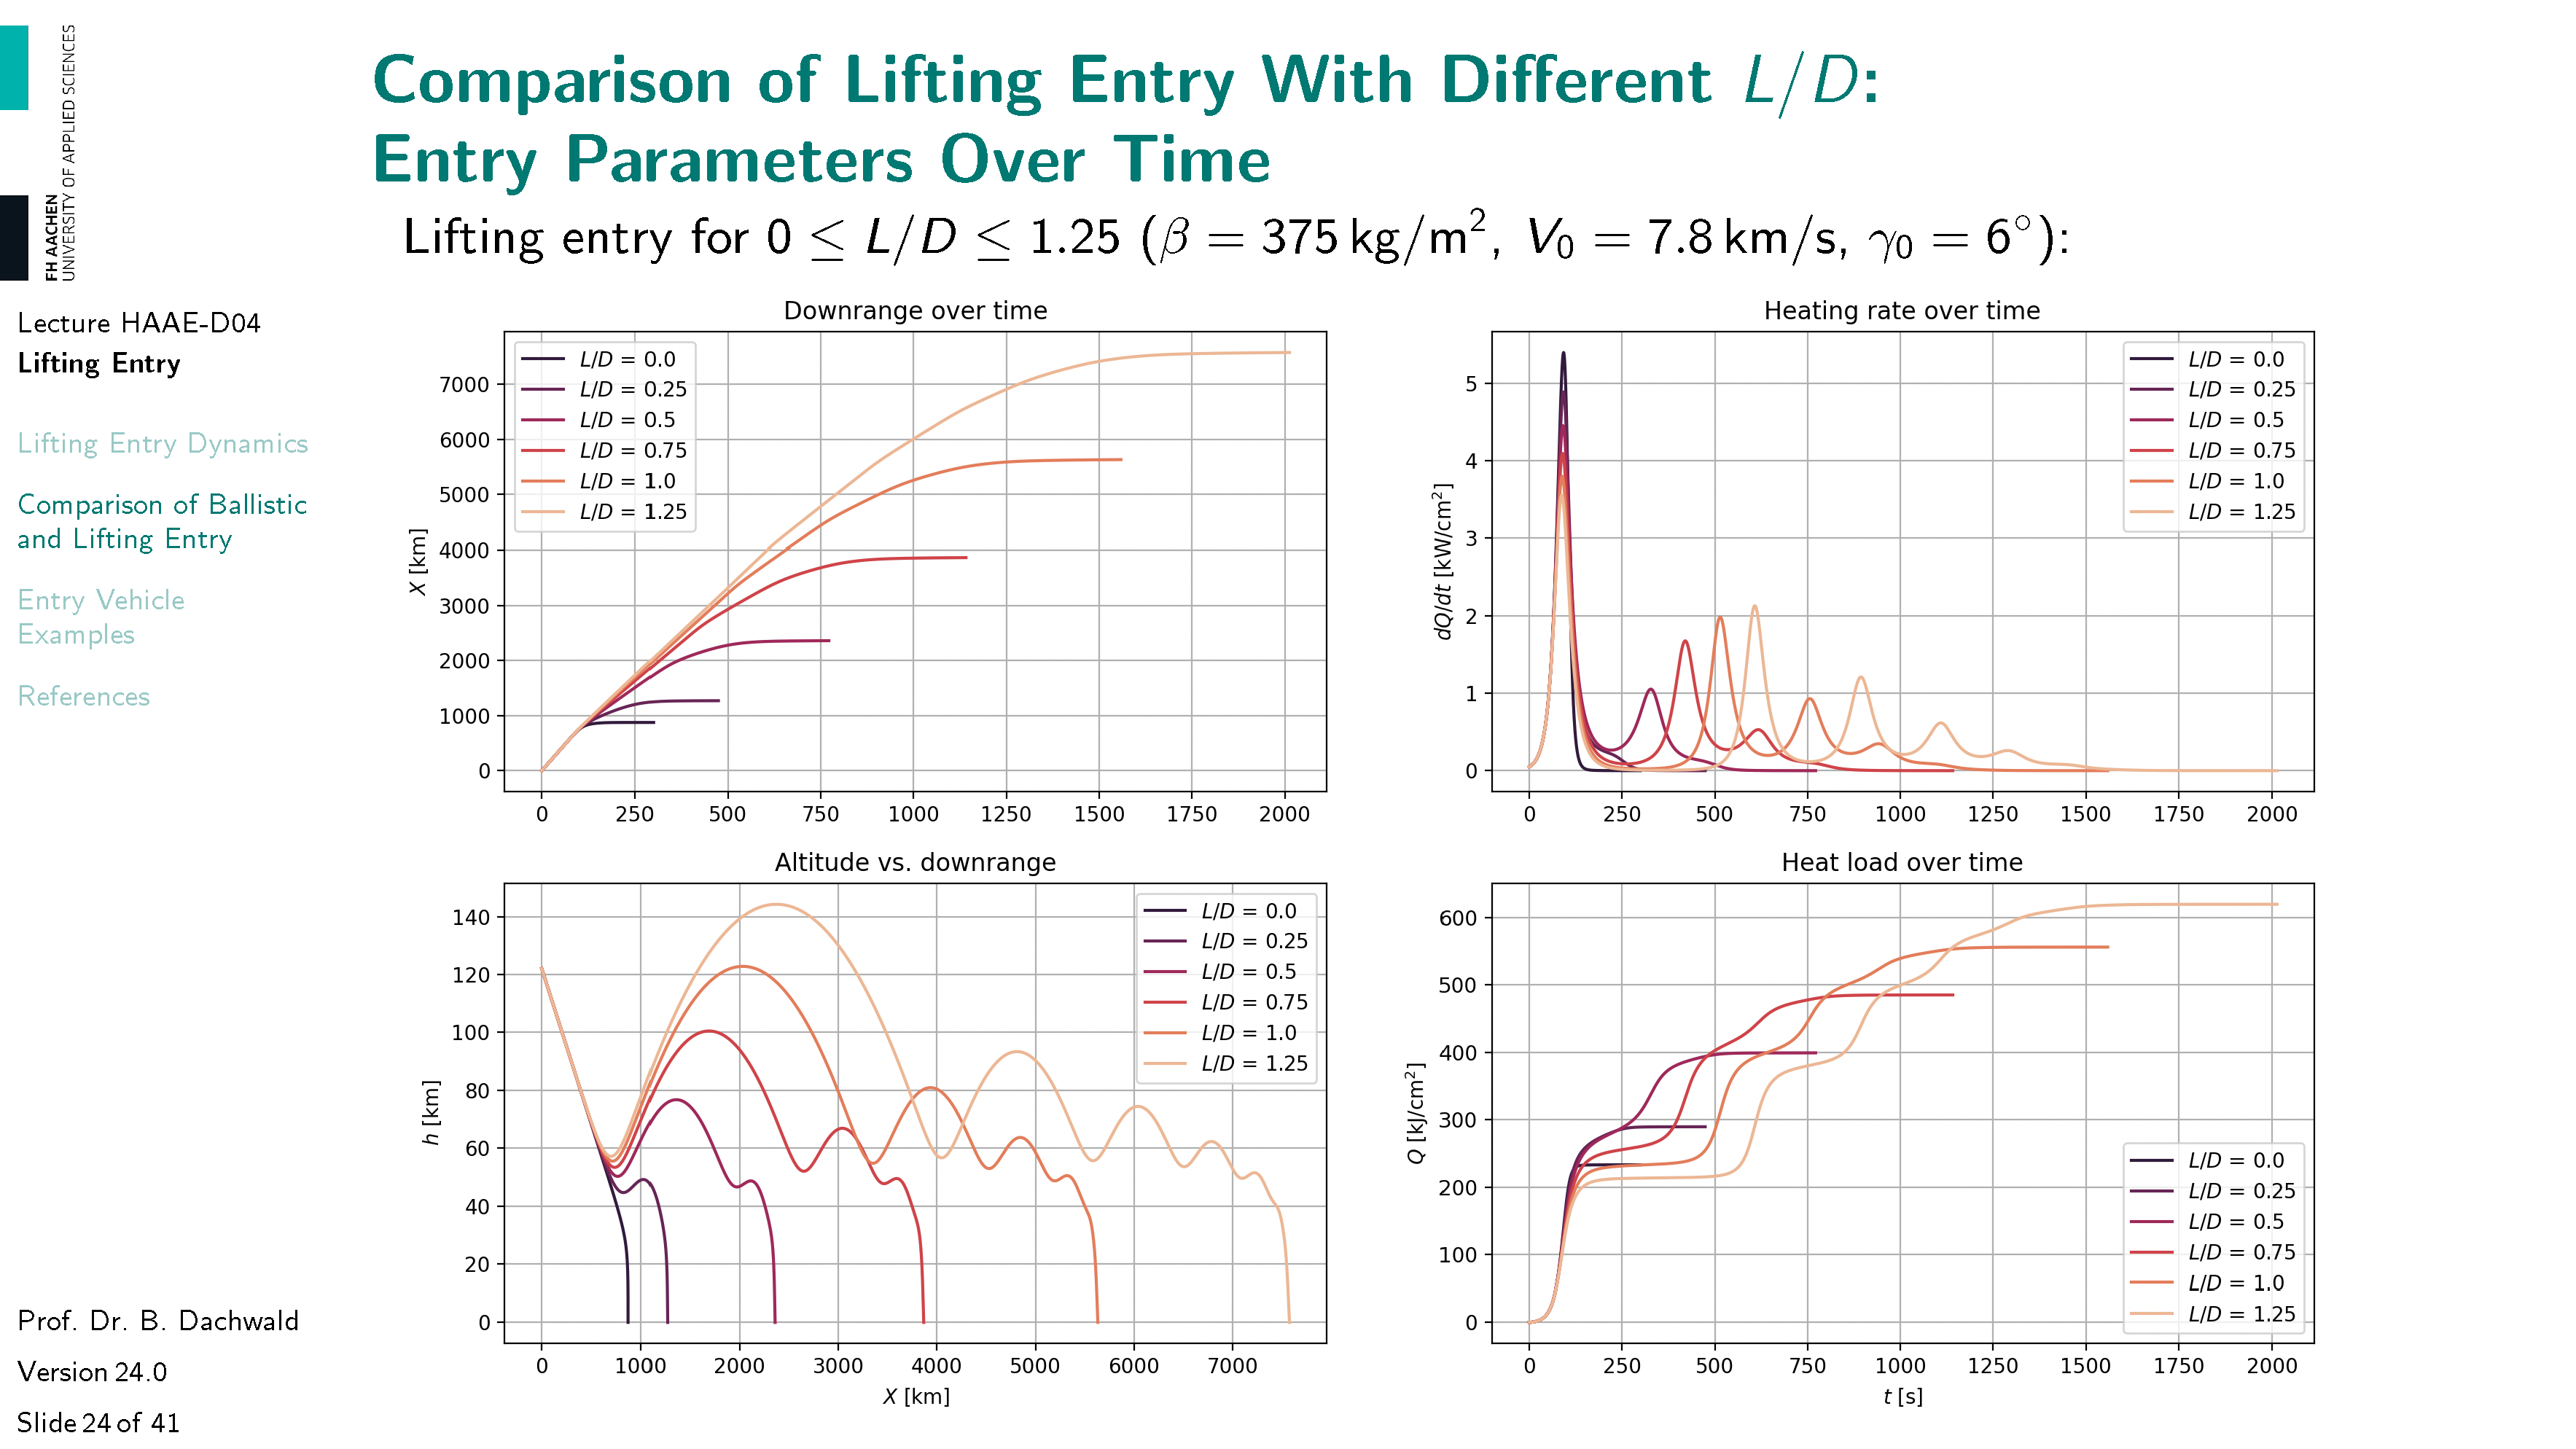 FH AACHEN
UNIVERSITY OF APPLIED SCIENCES
Lecture HAAE-D04
Lifting Entry
Lifting Entry Dynamics
Comparison of Ballistic
and Lifting Entry
Entry Vehicle
Examples
References
Prof. Dr. B. Dachwald
Version 24.0
Slide 24 of 41
Comparison of Lifting Entry With Different L/D:
Entry Parameters Over Time
Lifting entry for 0 ≤ L/D ≤ 1.25 (β = 375 kg/m², V₀ = 7.8 km/s, γ₀ = 6°):
Downrange over time
X [km]
7000
6000
5000
4000
3000
2000
1000
0
L/D = 0.0
L/D = 0.25
L/D = 0.5
L/D = 0.75
L/D = 1.0
L/D = 1.25
0 250 500 750 1000 1250 1500 1750 2000
Heating rate over time
dQ/dt [kW/cm²]
5
4
3
2
1
0
L/D = 0.0
L/D = 0.25
L/D = 0.5
L/D = 0.75
L/D = 1.0
L/D = 1.25
0 250 500 750 1000 1250 1500 1750 2000
Altitude vs. downrange
h [km]
140
120
100
80
60
40
20
0
L/D = 0.0
L/D = 0.25
L/D = 0.5
L/D = 0.75
L/D = 1.0
L/D = 1.25
0 1000 2000 3000 4000 5000 6000 7000
X [km]
Heat load over time
Q [kJ/cm²]
600
500
400
300
200
100
0
L/D = 0.0
L/D = 0.25
L/D = 0.5
L/D = 0.75
L/D = 1.0
L/D = 1.25
0 250 500 750 1000 1250 1500 1750 2000
t [s]